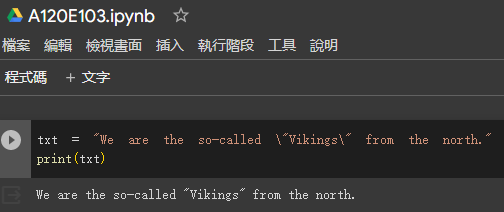 A120E103.ipynb
檔案 編輯 檢視畫面 插入 執行階段 工具 說明
程式碼 + 文字
txt = "We are the so-called \"Vikings\" from the north."
print(txt)
We are the so-called "Vikings" from the north.